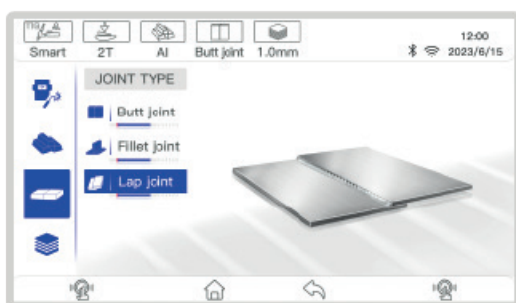 TIG
Smart 2T Al Butt joint 1.0mm
12:00
2023/6/15
JOINT TYPE
Butt joint
Fillet joint
Lap joint